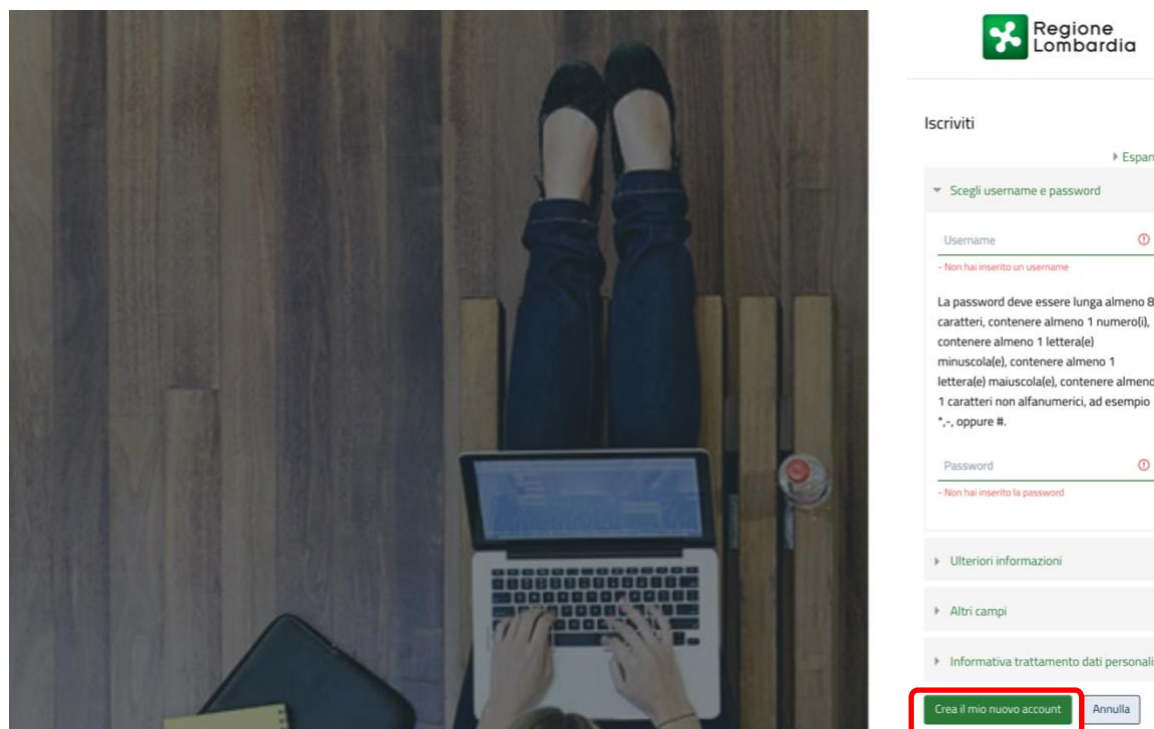 Regione
Lombardia
Iscriviti
Espan
Scegli username e password
Username
- Non hai inserito un username
La password deve essere lunga almeno 8
caratteri, contenere almeno 1 numero(i),
contenere almeno 1 lettera(e)
minuscola(e), contenere almeno 1
lettera(e) maiuscola(e), contenere almeno
1 caratteri non alfanumerici, ad esempio
*,-, oppure #.
Password
- Non hai inserito la password
Ulteriori informazioni
Altri campi
Informativa trattamento dati personali
Crea il mio nuovo account Annulla